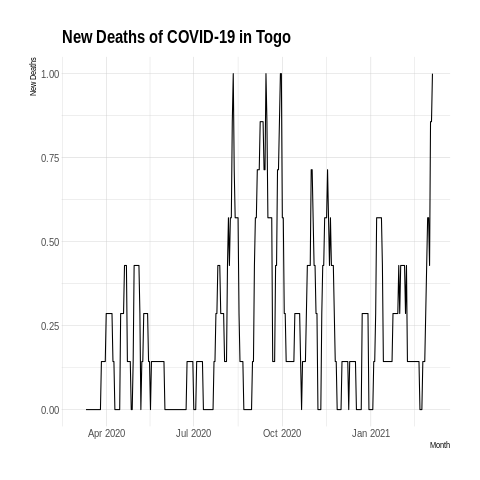 New Deaths of COVID-19 in Togo
New Deaths
1.00
0.75
0.50
0.25
0.00
Apr 2020 Jul 2020 Oct 2020 Jan 2021
Month